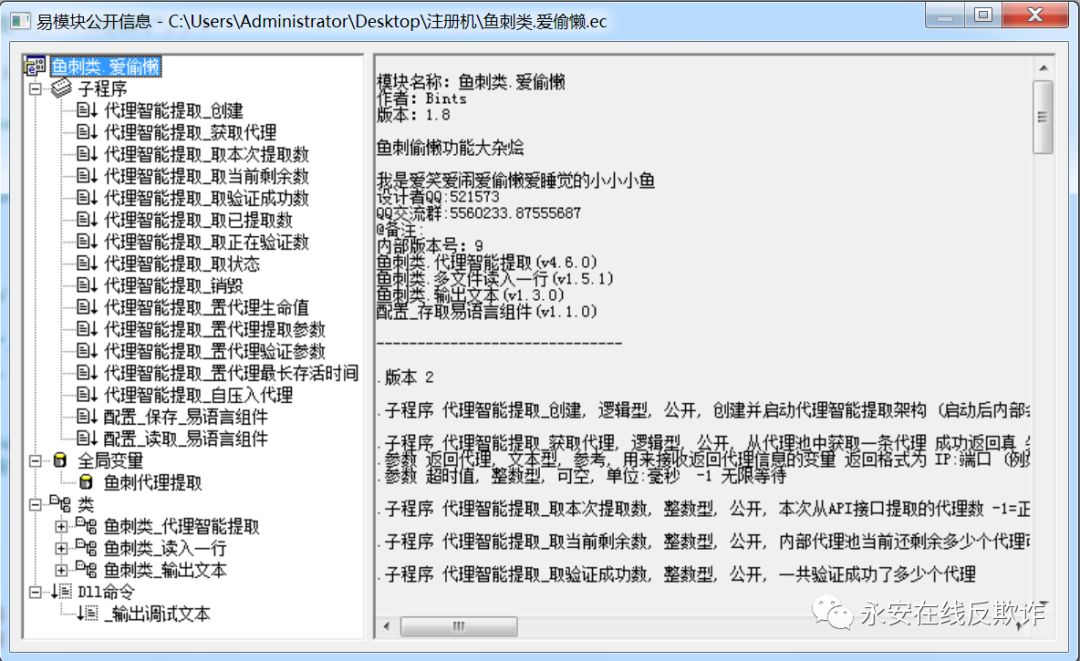 易模块公开信息 - C:\Users\Administrator\Desktop\注册机\鱼刺类.爱偷懒.ec
鱼刺类.爱偷懒
子程序
代理智能提取_创建
代理智能提取_获取代理
代理智能提取_取本次提取数
代理智能提取_取当前剩余数
代理智能提取_取验证成功数
代理智能提取_取已提取数
代理智能提取_取正在验证数
代理智能提取_取状态
代理智能提取_销毁
代理智能提取_置代理生命值
代理智能提取_置代理提取参数
代理智能提取_置代理验证参数
代理智能提取_置代理最长存活时间
代理智能提取_自压入代理
配置_保存_易语言组件
配置_读取_易语言组件
全局变量
鱼刺代理提取
类
鱼刺类_代理智能提取
鱼刺类_读入一行
鱼刺类_输出文本
Dll命令
_输出调试文本
模块名称: 鱼刺类.爱偷懒
作者: Bints
版本: 1.8
鱼刺偷懒功能大杂烩
我是爱笑爱闹爱偷懒爱睡觉的小小小鱼
设计者QQ:521573
QQ交流群:5560233.87555687
@备注:
内部版本号: 9
鱼刺类.代理智能提取(v4.6.0)
鱼刺类.多文件读入一行(v1.5.1)
鱼刺类.输出文本(v1.3.0)
配置_存取易语言组件(v1.1.0)
------------------------------
.版本 2
.子程序 代理智能提取_创建, 逻辑型, 公开, 创建并启动代理智能提取架构 (启动后内部
.子程序 代理智能提取_获取代理, 逻辑型, 公开, 从代理池中获取一条代理 成功返回真
.参数 返回代理, 文本型, 参考, 用来接收返回代理信息的变量 返回格式为 IP:端口 (例
.参数 超时值, 整数型, 可空, 单位:毫秒 -1 无限等待
.子程序 代理智能提取_取本次提取数, 整数型, 公开, 本次从API接口提取的代理数 -1=正
.子程序 代理智能提取_取当前剩余数, 整数型, 公开, 内部代理池当前还剩余多少个代理
.子程序 代理智能提取_取验证成功数, 整数型, 公开, 一共验证成功了多少个代理
永安在线反欺诈